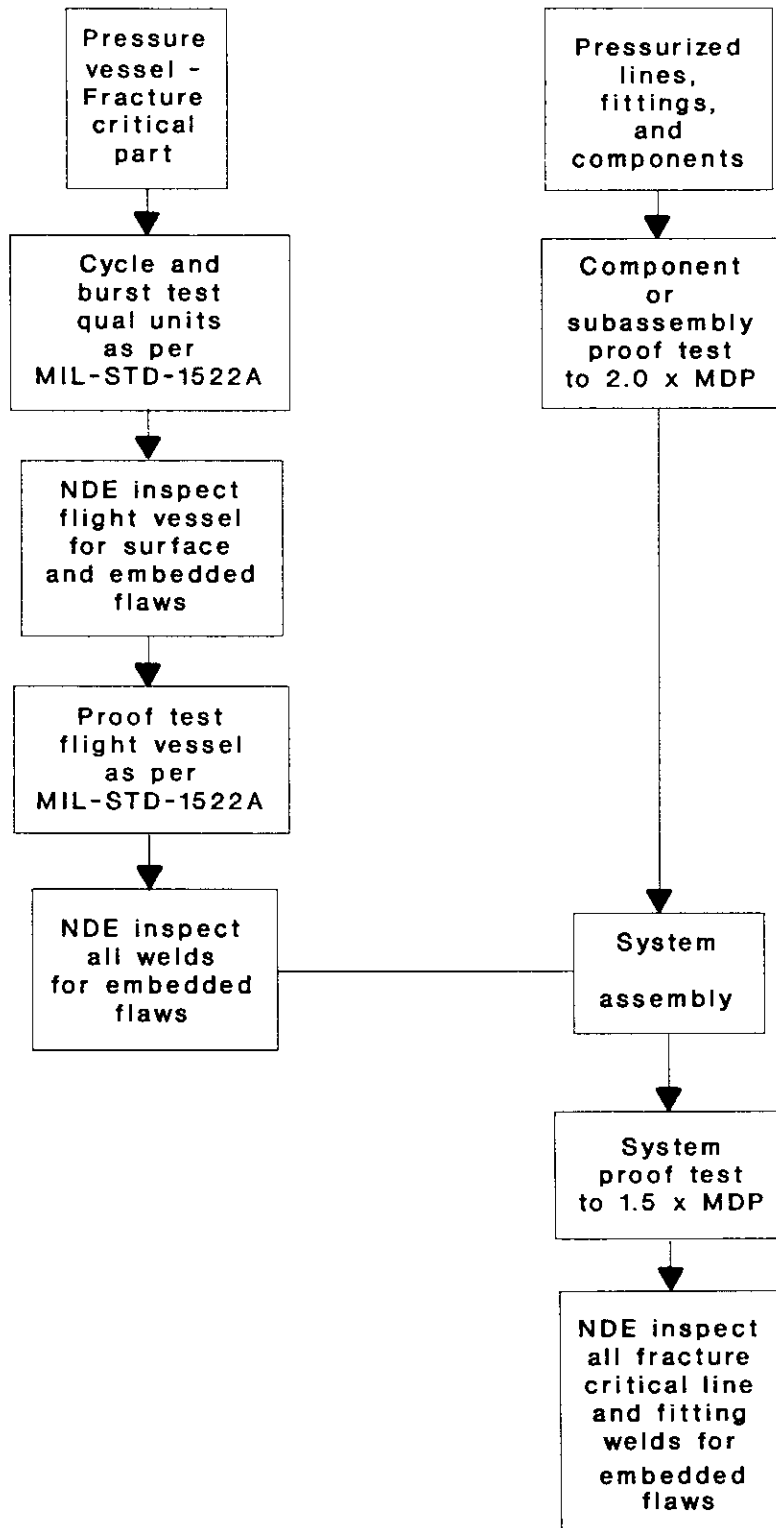 Pressure
vessel -
Fracture
critical
part
Cycle and
burst test
qual units
as per
MIL-STD-1522A
NDE inspect
flight vessel
for surface
and embedded
flaws
Proof test
flight vessel
as per
MIL-STD-1522A
NDE inspect
all welds
for embedded
flaws
Pressurized
lines,
fittings,
and
components
Component
or
subassembly
proof test
to 2.0 x MDP
System
assembly
System
proof test
to 1.5 x MDP
NDE inspect
all fracture
critical line
and fitting
welds for
embedded
flaws